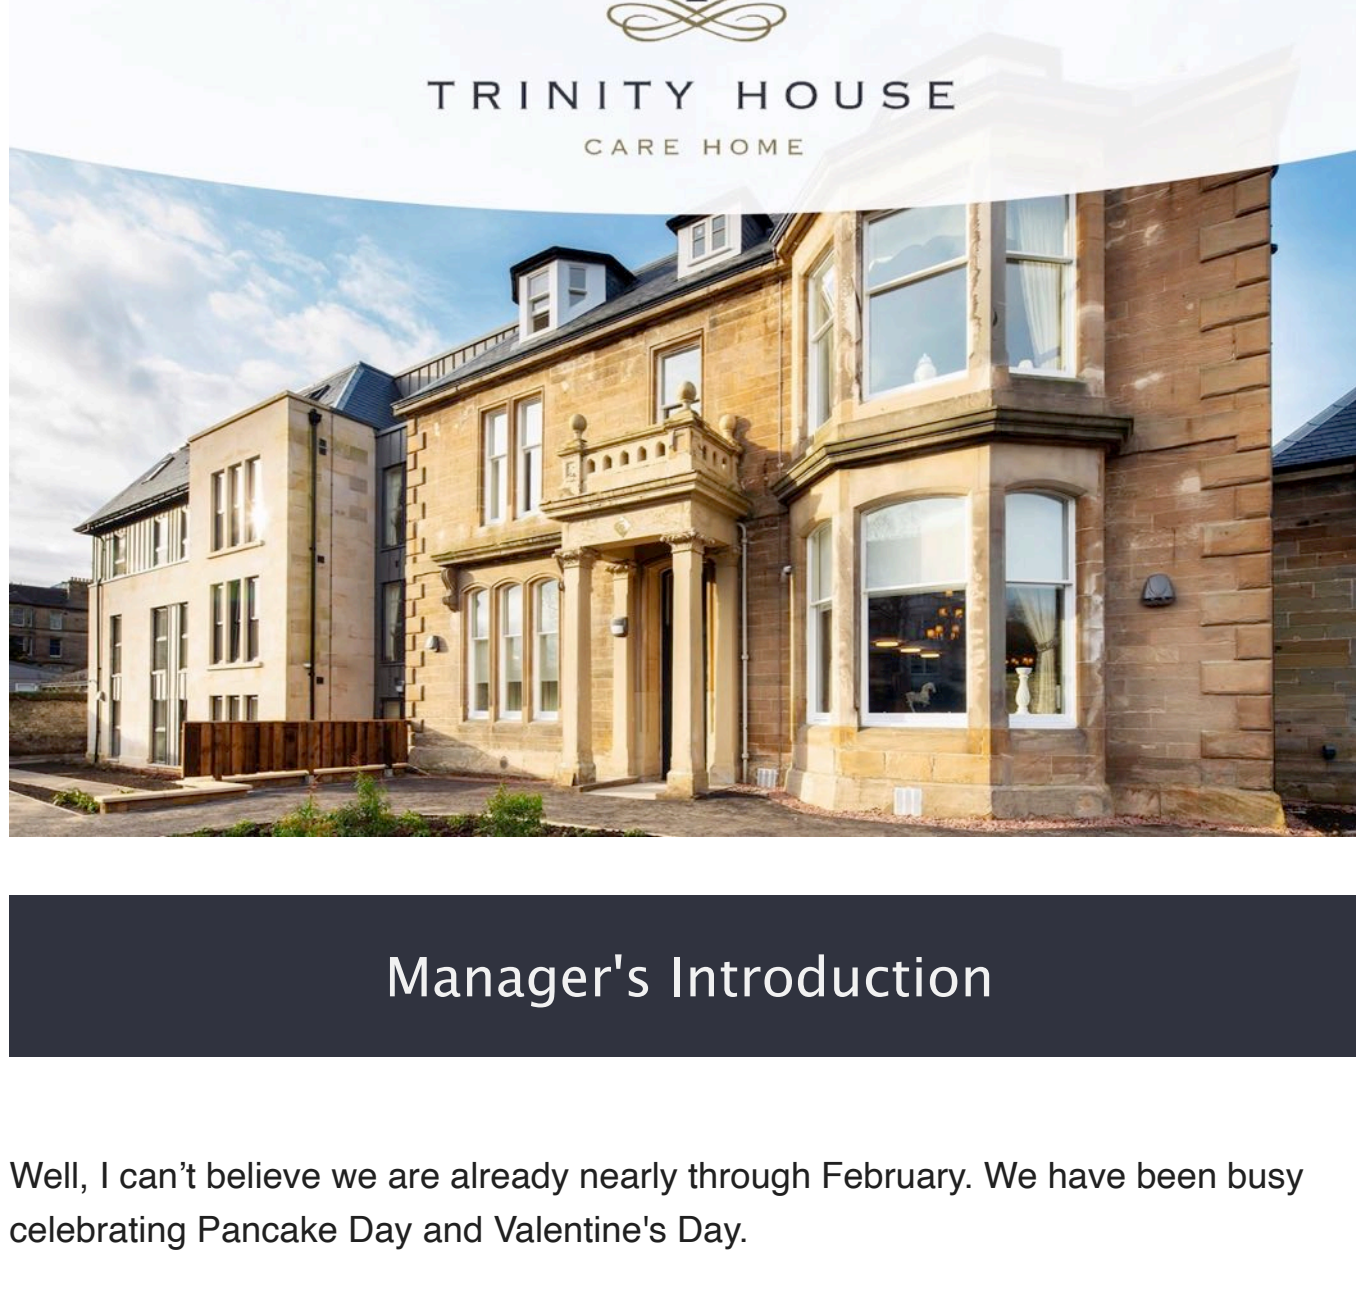 TRINITY HOUSE
CARE HOME
Manager's Introduction
Well, I can’t believe we are already nearly through February. We have been busy
celebrating Pancake Day and Valentine's Day.